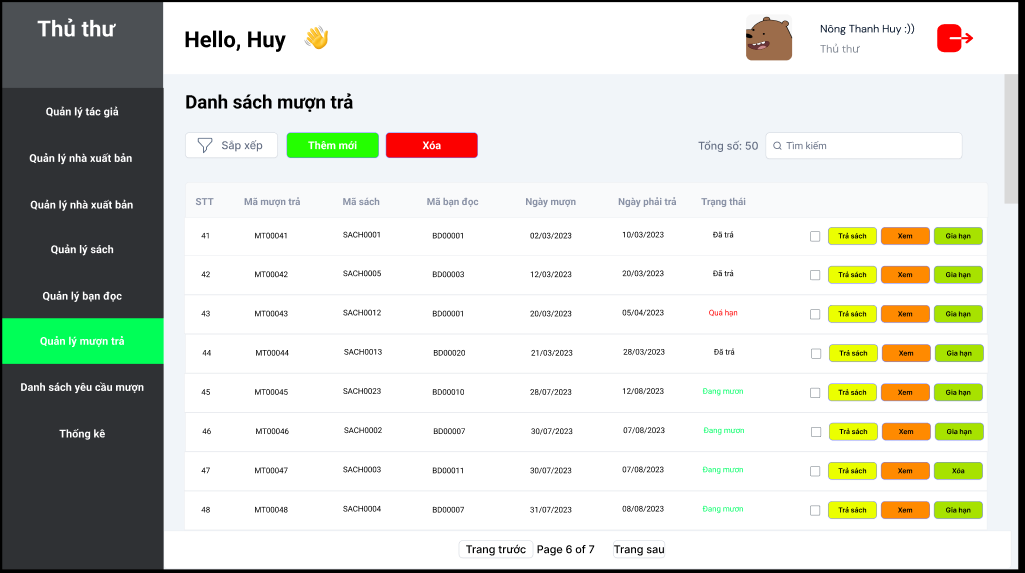 Thủ thư
Hello, Huy 👋
Nông Thanh Huy :))
Thủ thư
Quản lý tác giả
Quản lý nhà xuất bản
Quản lý nhà xuất bản
Quản lý sách
Quản lý bạn đọc
Quản lý mượn trả
Danh sách yêu cầu mượn
Thống kê
Danh sách mượn trả
Sắp xếp Thêm mới Xóa Tổng số: 50 Tìm kiếm
STT Mã mượn trả Mã sách Mã bạn đọc Ngày mượn Ngày phải trả Trạng thái
41 MT00041 SACH0001 BD00001 02/03/2023 10/03/2023 Đã trả Trả sách Xem Gia hạn
42 MT00042 SACH0005 BD00003 12/03/2023 20/03/2023 Đã trả Trả sách Xem Gia hạn
43 MT00043 SACH0012 BD00001 20/03/2023 05/04/2023 Quá hạn Trả sách Xem Gia hạn
44 MT00044 SACH0013 BD00020 21/03/2023 28/03/2023 Đã trả Trả sách Xem Gia hạn
45 MT00045 SACH0023 BD00010 28/07/2023 12/08/2023 Đang mượn Trả sách Xem Gia hạn
46 MT00046 SACH0002 BD00007 30/07/2023 07/08/2023 Đang mượn Trả sách Xem Gia hạn
47 MT00047 SACH0003 BD00011 30/07/2023 07/08/2023 Đang mượn Trả sách Xem Xóa
48 MT00048 SACH0004 BD00007 31/07/2023 08/08/2023 Đang mượn Trả sách Xem Gia hạn
Trang trước Page 6 of 7 Trang sau